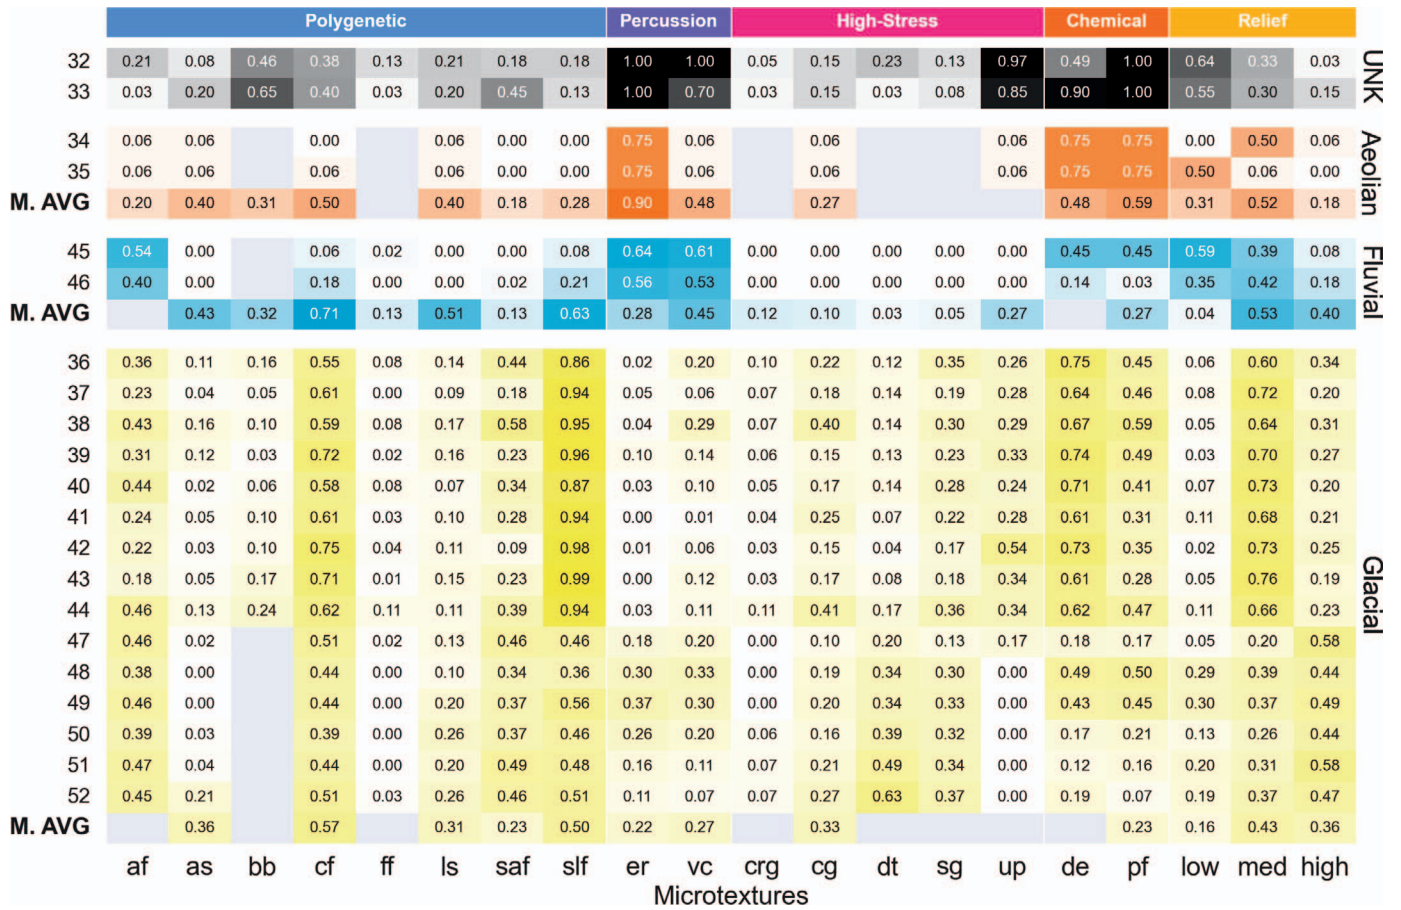 Polygenetic Percussion High-Stress Chemical Relief
32 0.21 0.08 0.46 0.38 0.13 0.21 0.18 0.18 1.00 1.00 0.05 0.15 0.23 0.13 0.97 0.49 1.00 0.64 0.33 0.03
33 0.03 0.20 0.65 0.40 0.03 0.20 0.45 0.13 1.00 0.70 0.03 0.15 0.03 0.08 0.85 0.90 1.00 0.55 0.30 0.15
UNK
34 0.06 0.06 0.00 0.06 0.00 0.00 0.75 0.06 0.06 0.06 0.75 0.75 0.00 0.50 0.06
35 0.06 0.06 0.06 0.06 0.00 0.00 0.75 0.06 0.06 0.06 0.75 0.75 0.50 0.06 0.00
M. AVG 0.20 0.40 0.31 0.50 0.40 0.18 0.28 0.90 0.48 0.27 0.48 0.59 0.31 0.52 0.18
Aeolian
45 0.54 0.00 0.06 0.02 0.00 0.00 0.08 0.64 0.61 0.00 0.00 0.00 0.00 0.00 0.45 0.45 0.59 0.39 0.08
46 0.40 0.00 0.18 0.00 0.00 0.02 0.21 0.56 0.53 0.00 0.00 0.00 0.00 0.00 0.14 0.03 0.35 0.42 0.18
M. AVG 0.43 0.32 0.71 0.13 0.51 0.13 0.63 0.28 0.45 0.12 0.10 0.03 0.05 0.27 0.27 0.04 0.53 0.40
Fluvial
36 0.36 0.11 0.16 0.55 0.08 0.14 0.44 0.86 0.02 0.20 0.10 0.22 0.12 0.35 0.26 0.75 0.45 0.06 0.60 0.34
37 0.23 0.04 0.05 0.61 0.00 0.09 0.18 0.94 0.05 0.06 0.07 0.18 0.14 0.19 0.28 0.64 0.46 0.08 0.72 0.20
38 0.43 0.16 0.10 0.59 0.08 0.17 0.58 0.95 0.04 0.29 0.07 0.40 0.14 0.30 0.29 0.67 0.59 0.05 0.64 0.31
39 0.31 0.12 0.03 0.72 0.02 0.16 0.23 0.96 0.10 0.14 0.06 0.15 0.13 0.23 0.33 0.74 0.49 0.03 0.70 0.27
40 0.44 0.02 0.06 0.58 0.08 0.07 0.34 0.87 0.03 0.10 0.05 0.17 0.14 0.28 0.24 0.71 0.41 0.07 0.73 0.20
41 0.24 0.05 0.10 0.61 0.03 0.10 0.28 0.94 0.00 0.01 0.04 0.25 0.07 0.22 0.28 0.61 0.31 0.11 0.68 0.21
42 0.22 0.03 0.10 0.75 0.04 0.11 0.09 0.98 0.01 0.06 0.03 0.15 0.04 0.17 0.54 0.73 0.35 0.02 0.73 0.25
43 0.18 0.05 0.17 0.71 0.01 0.15 0.23 0.99 0.00 0.12 0.03 0.17 0.08 0.18 0.34 0.61 0.28 0.05 0.76 0.19
44 0.46 0.13 0.24 0.62 0.11 0.11 0.39 0.94 0.03 0.11 0.11 0.41 0.17 0.36 0.34 0.62 0.47 0.11 0.66 0.23
47 0.46 0.02 0.51 0.02 0.13 0.46 0.46 0.18 0.20 0.00 0.10 0.20 0.13 0.17 0.18 0.17 0.05 0.20 0.58
48 0.38 0.00 0.44 0.00 0.10 0.34 0.36 0.30 0.33 0.00 0.19 0.34 0.30 0.00 0.49 0.50 0.29 0.39 0.44
49 0.46 0.00 0.44 0.00 0.20 0.37 0.56 0.37 0.30 0.00 0.20 0.34 0.33 0.00 0.43 0.45 0.30 0.37 0.49
50 0.39 0.03 0.39 0.00 0.26 0.37 0.46 0.26 0.20 0.06 0.16 0.39 0.32 0.00 0.17 0.21 0.13 0.26 0.44
51 0.47 0.04 0.44 0.00 0.20 0.49 0.48 0.16 0.11 0.07 0.21 0.49 0.34 0.00 0.12 0.16 0.20 0.31 0.58
52 0.45 0.21 0.51 0.03 0.26 0.46 0.51 0.11 0.07 0.07 0.27 0.63 0.37 0.00 0.19 0.07 0.19 0.37 0.47
M. AVG 0.36 0.57 0.31 0.23 0.50 0.22 0.27 0.33 0.23 0.16 0.43 0.36
Glacial
af as bb cf ff ls saf slf er vc crg cg dt sg up de pf low med high
Microtextures